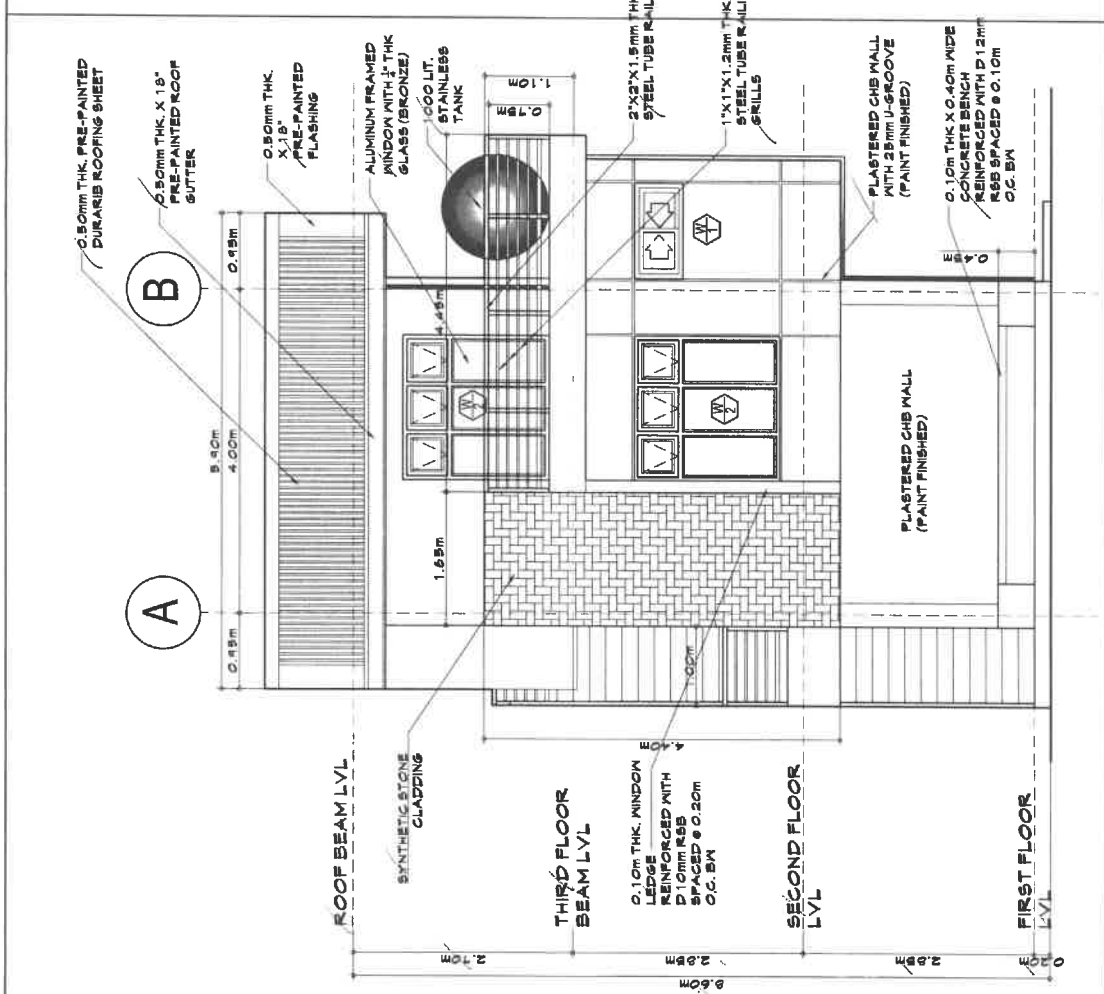 A
B
5.90m
0.95m
4.00m
0.95m
0.50mm THK. PRE-PAINTED
DURARIB ROOFING SHEET
0.50mm THK. X 18"
PRE-PAINTED ROOF
GUTTER
0.50mm THK.
X 18"
PRE-PAINTED
FLASHING
ALUMINUM FRAMED
WINDOW WITH 1/4" THK
GLASS (BRONZE)
1000 LIT.
STAINLESS
TANK
1.10m
0.75m
2"X2"X1.5mm THK
STEEL TUBE
1"X1"X1.2mm THK
STEEL TUBE
GRILLS
PLASTERED CHB WALL
WITH 25mm U-GROOVE
(PAINT FINISHED)
0.10m THK X 0.40m WIDE
CONCRETE BENCH
REINFORCED WITH D12mm
RSB SPACED @ 0.10m
O.C. BW
0.45m
4.45m
1.65m
W
2
W
2
W
1
PLASTERED CHB WALL
(PAINT FINISHED)
1.00m
4.40m
ROOF BEAM LVL
SYNTHETIC STONE
CLADDING
THIRD FLOOR
BEAM LVL
0.10m THK. WINDOW
LEDGE
REINFORCED WITH
D10mm RSB
SPACED @ 0.20m
O.C. BW
SECOND FLOOR
LVL
FIRST FLOOR
LVL
2.70m
2.85m
2.85m
0.20m
8.60m